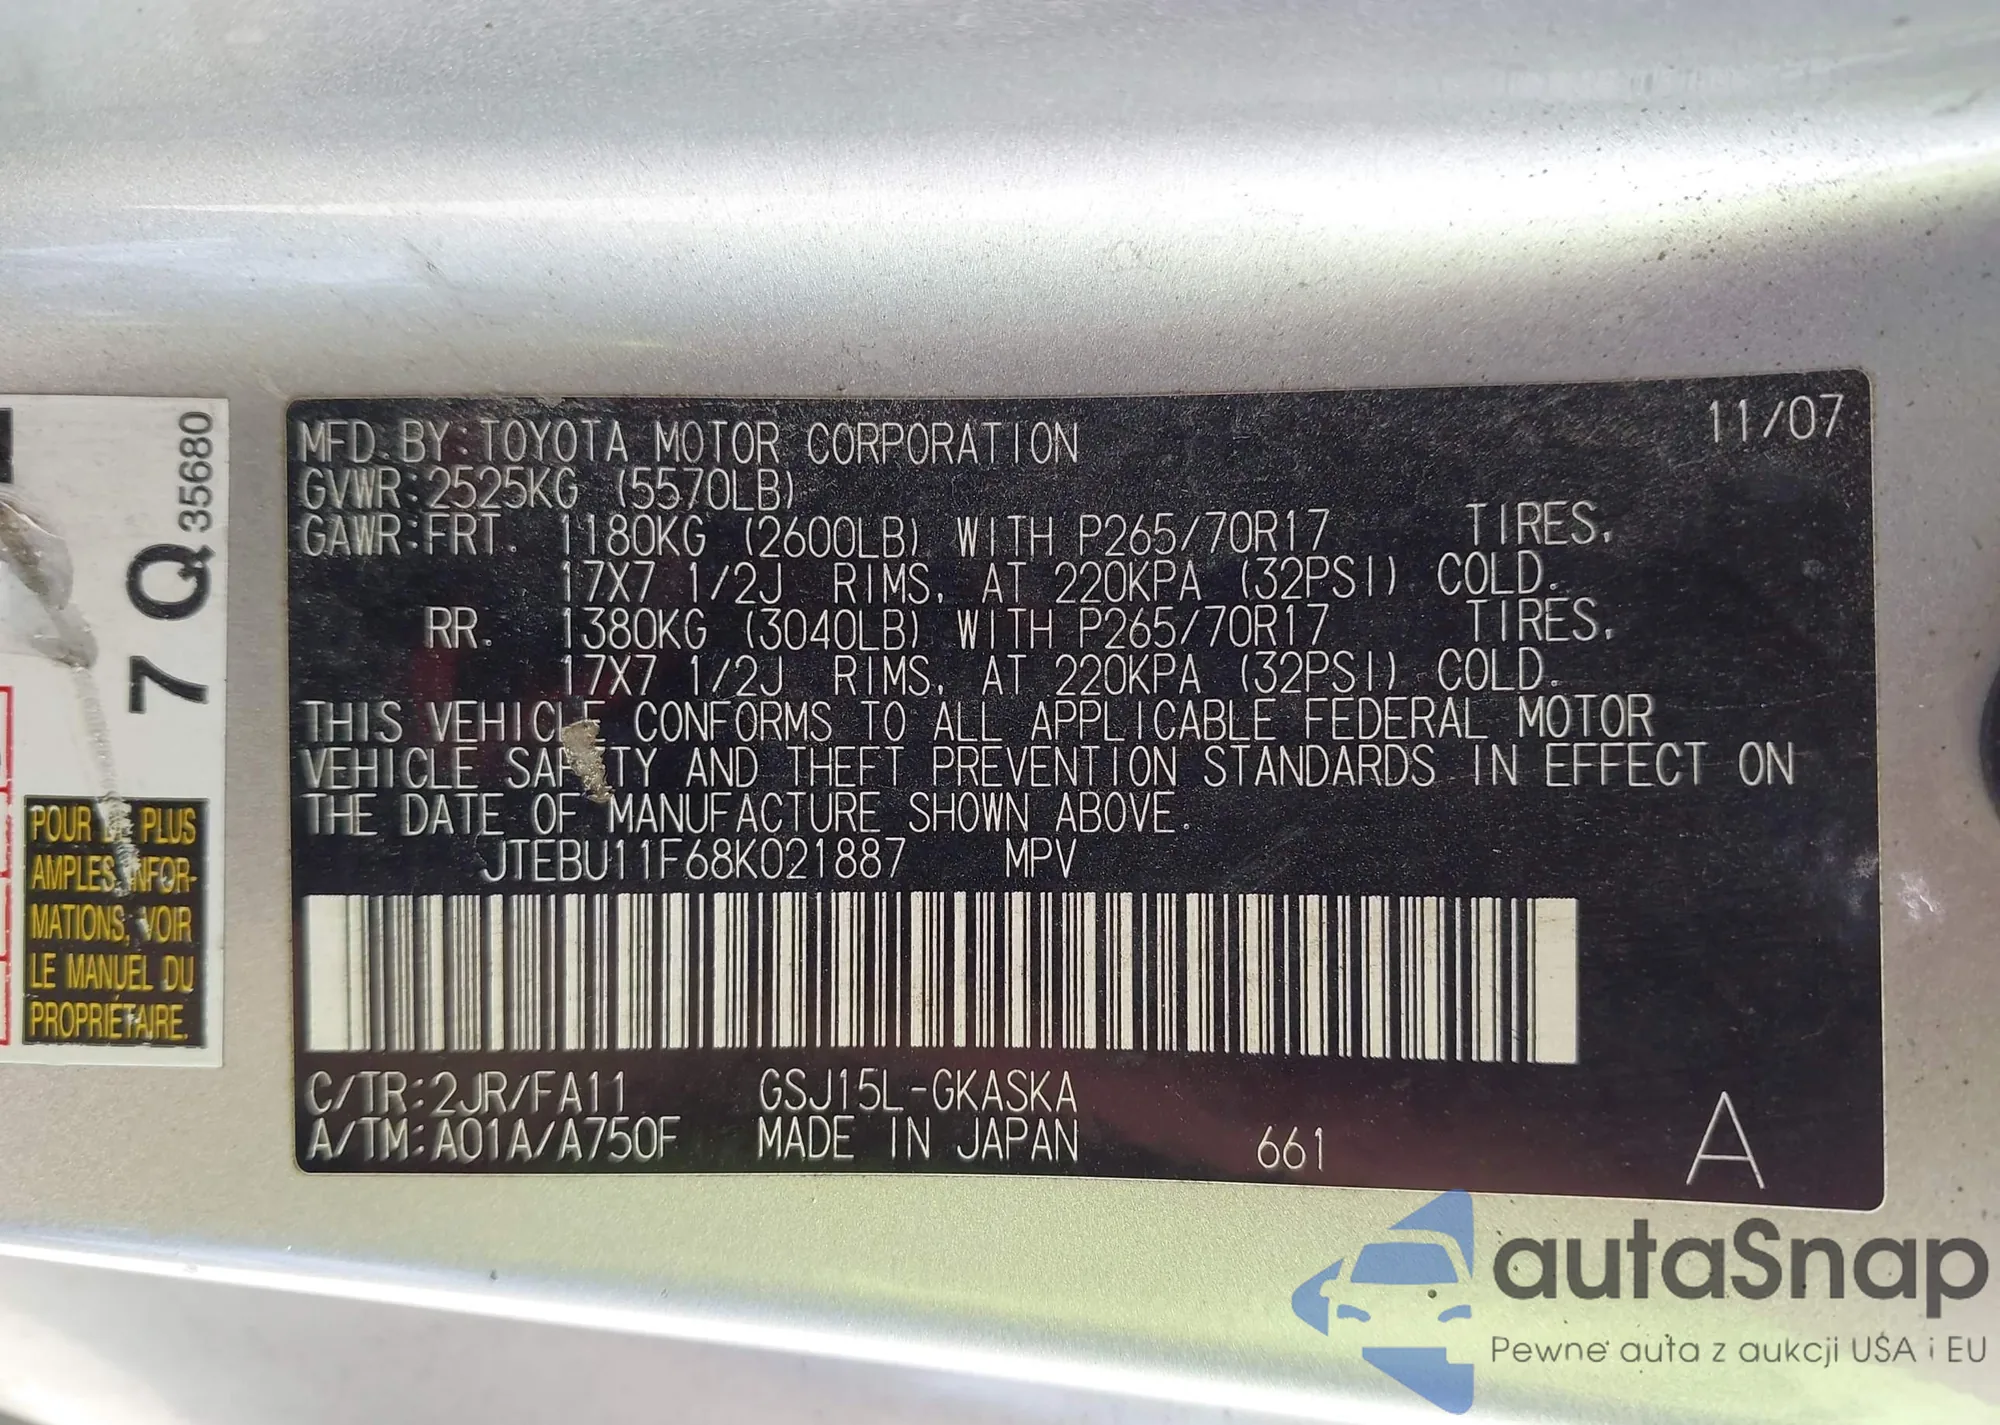 MFD. BY: TOYOTA MOTOR CORPORATION 11/07
GVWR: 2525KG (5570LB)
GAWR: FRT. 1180KG (2600LB) WITH P265/70R17 TIRES,
17X7 1/2J RIMS, AT 220KPA (32PSI) COLD.
RR. 1380KG (3040LB) WITH P265/70R17 TIRES,
17X7 1/2J RIMS, AT 220KPA (32PSI) COLD.
THIS VEHICLE CONFORMS TO ALL APPLICABLE FEDERAL MOTOR
VEHICLE SAFETY AND THEFT PREVENTION STANDARDS IN EFFECT ON
THE DATE OF MANUFACTURE SHOWN ABOVE.
JTEBU11F68K021887 MPV
C/TR: 2JR/FA11 GSJ15L-GKASKA
A/TM: A01A/A750F MADE IN JAPAN 661 A
7 Q 35680
POUR DE PLUS
AMPLES INFOR-
MATIONS, VOIR
LE MANUEL DU
PROPRIÉTAIRE.
autaSnap
Pewne auta z aukcji USA i EU